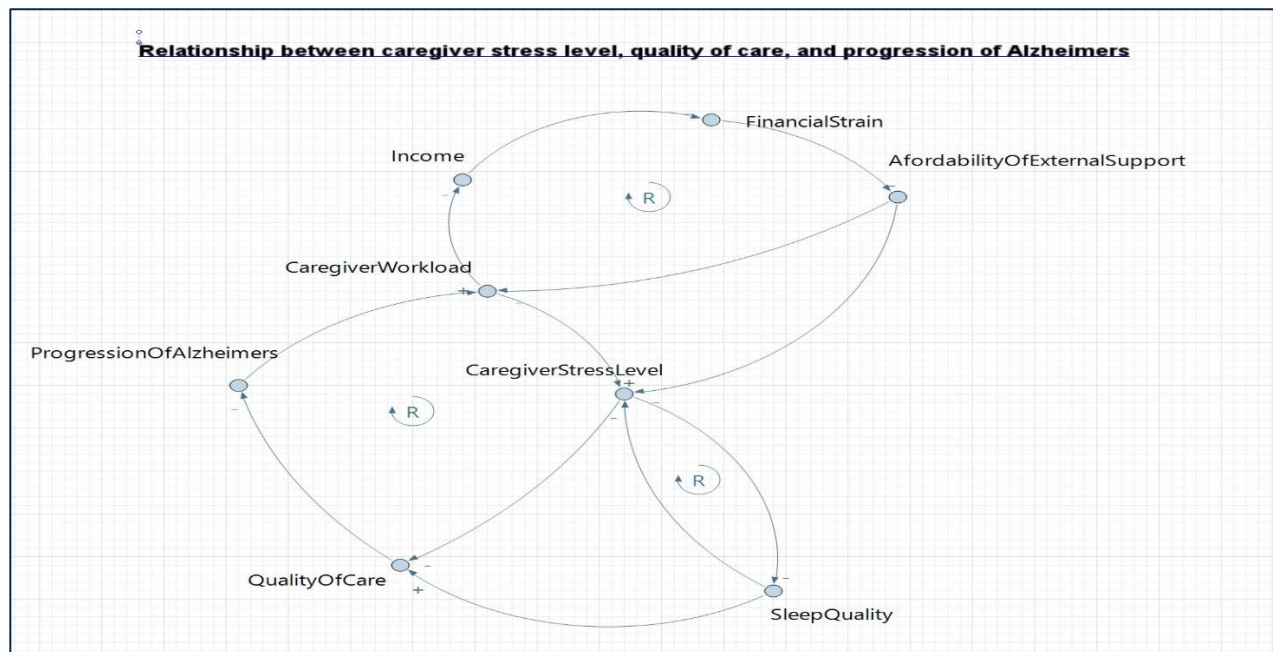 Relationship between caregiver stress level, quality of care, and progression of Alzheimers
FinancialStrain
Income
AfordabilityOfExternalSupport
-
-
R
-
CaregiverWorkload
+
-
ProgressionOfAlzheimers
CaregiverStressLevel
+
-
-
R
-
R
QualityOfCare
-
+
-
SleepQuality